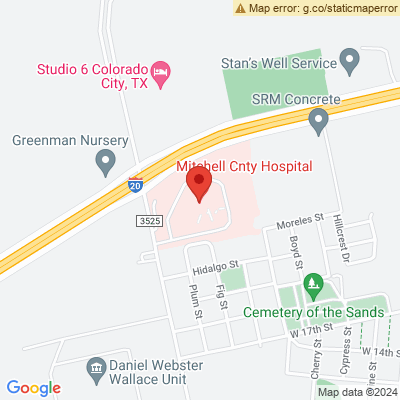 Map error: g.co/staticmaperror
Stan's Well Service
Studio 6 Colorado
City, TX
SRM Concrete
Greenman Nursery
Mitchell Cnty Hospital
20
3525
Moreles St
Hillcrest Dr
Boyd St
Hidalgo St
Plum St
Fig St
Cemetery of the Sands
W 17th St
Cherry St
Cypress St
W 14th St
ine St
Daniel Webster
Wallace Unit
Google
Map data ©2024